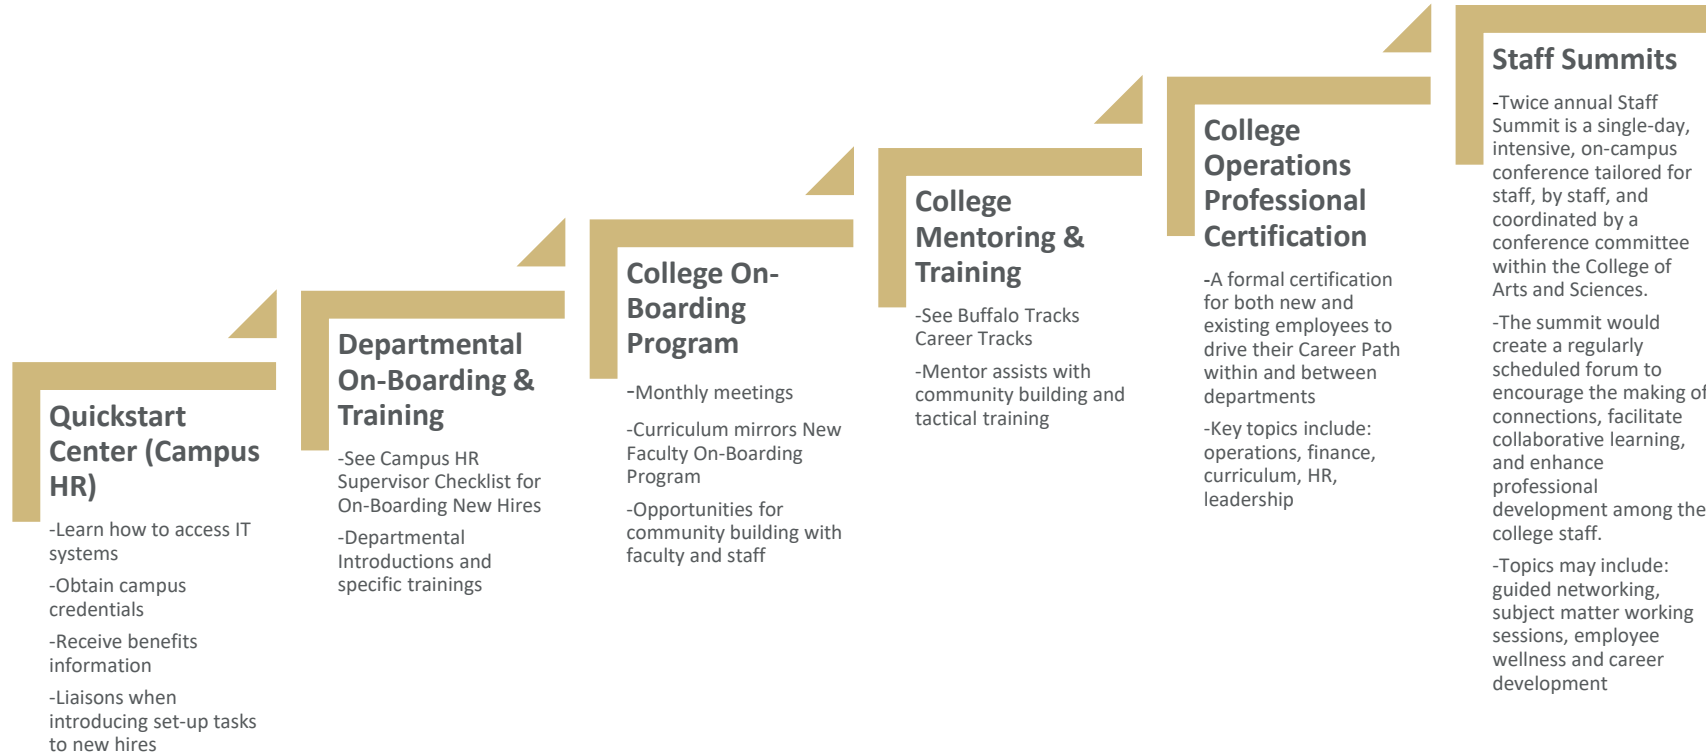 Quickstart
Center (Campus
HR)
-Learn how to access IT
systems
-Obtain campus
credentials
-Receive benefits
information
-Liaisons when
introducing set-up tasks
to new hires
Departmental
On-Boarding &
Training
-See Campus HR
Supervisor Checklist for
On-Boarding New Hires
-Departmental
Introductions and
specific trainings
College On-
Boarding
Program
-Monthly meetings
-Curriculum mirrors New
Faculty On-Boarding
Program
-Opportunities for
community building with
faculty and staff
College
Mentoring &
Training
-See Buffalo Tracks
Career Tracks
-Mentor assists with
community building and
tactical training
College
Operations
Professional
Certification
-A formal certification
for both new and
existing employees to
drive their Career Path
within and between
departments
-Key topics include:
operations, finance,
curriculum, HR,
leadership
Staff Summits
-Twice annual Staff
Summit is a single-day,
intensive, on-campus
conference tailored for
staff, by staff, and
coordinated by a
conference committee
within the College of
Arts and Sciences.
-The summit would
create a regularly
scheduled forum to
encourage the making of
connections, facilitate
collaborative learning,
and enhance
professional
development among the
college staff.
-Topics may include:
guided networking,
subject matter working
sessions, employee
wellness and career
development